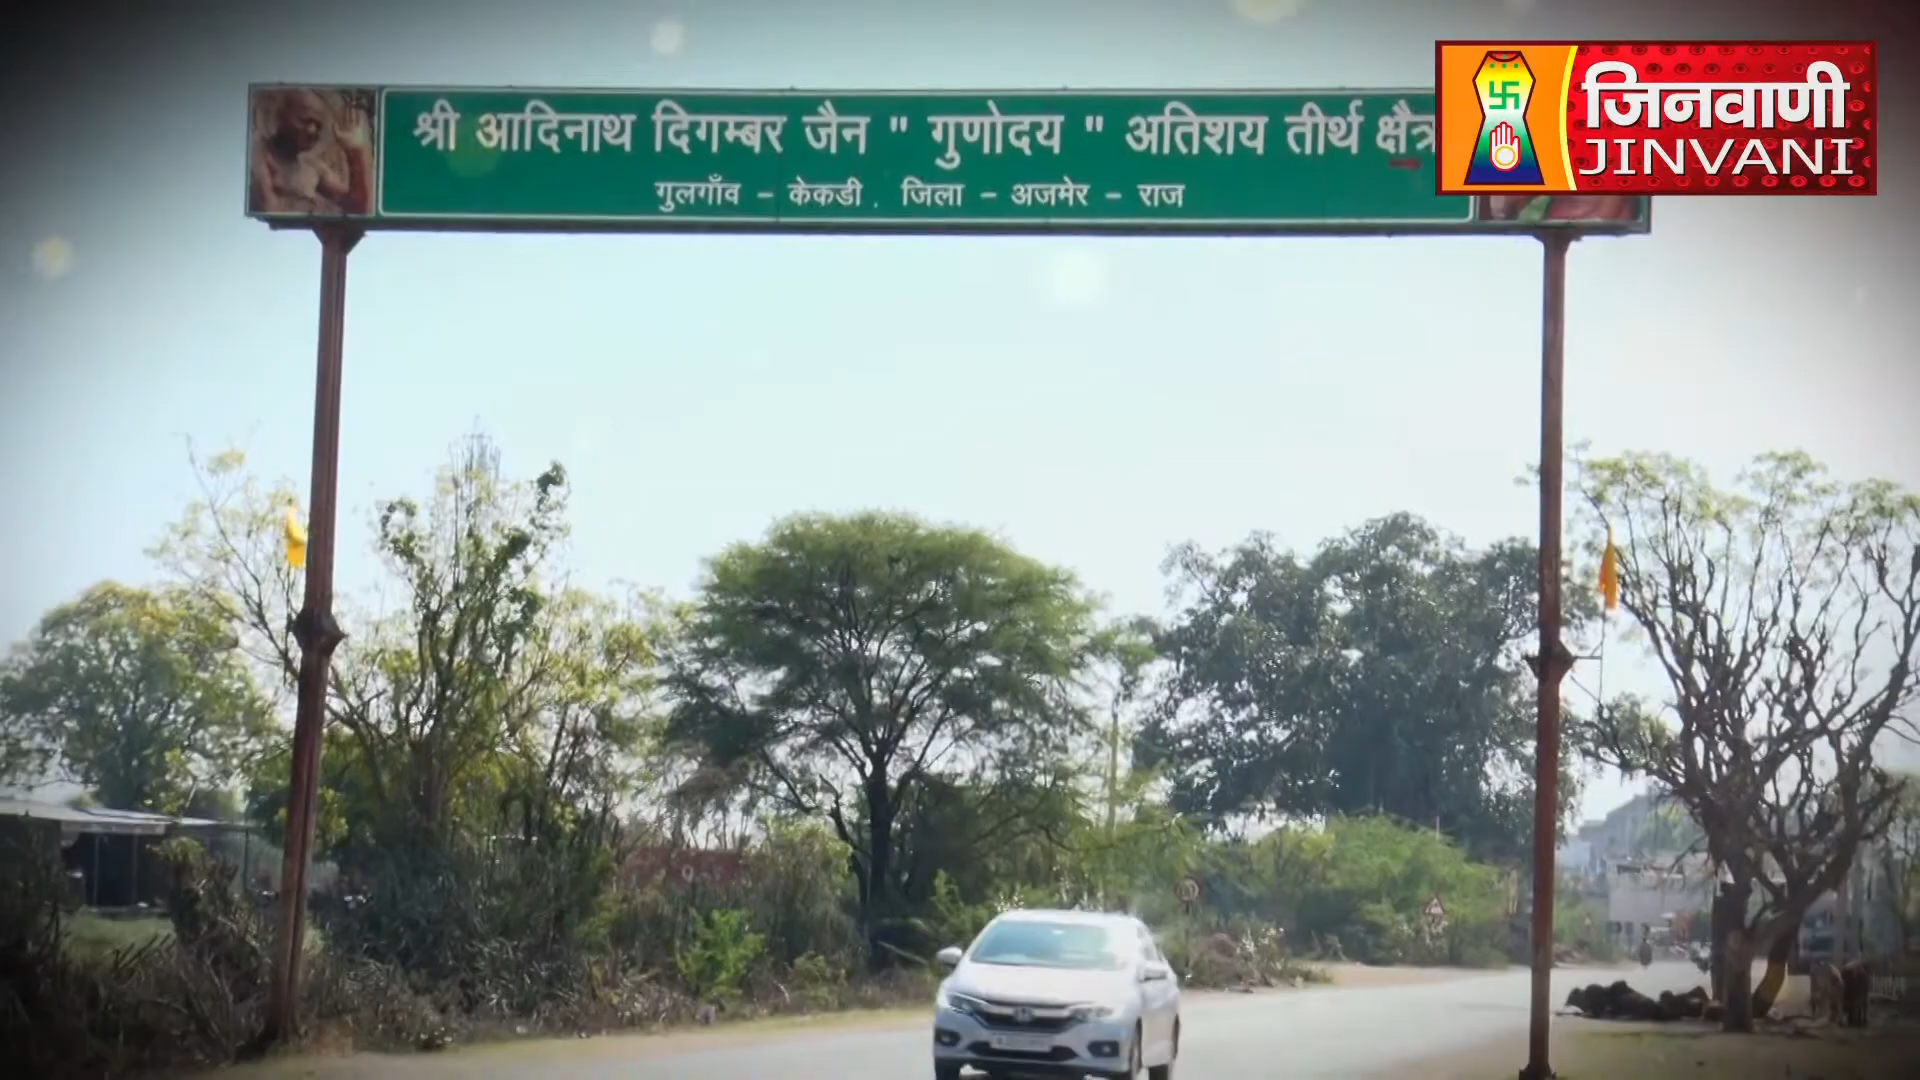 श्री आदिनाथ दिगम्बर जैन " गुणोदय " अतिशय तीर्थ क्षैत्र
गुलगाँव - केकडी . जिला - अजमेर - राज
जिनवाणी
JINVANI